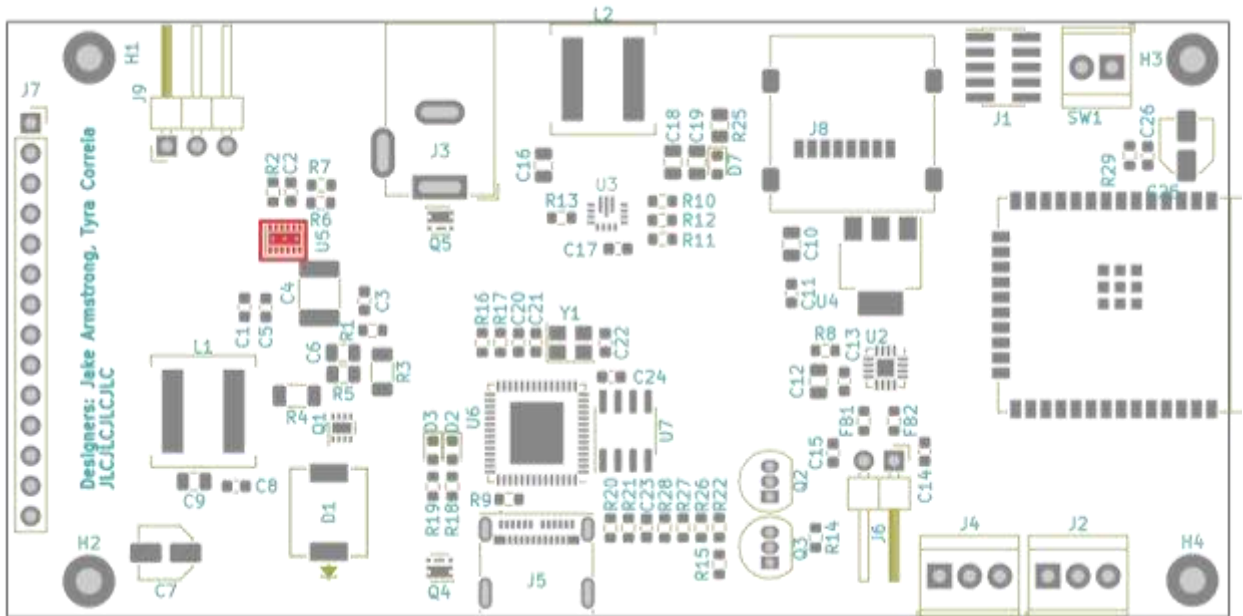 L2
H1
J9
J7
J3
J8
J1
SW1
H3
C26
R29
C25
C18
C19
R25
D7
C16
R13
U3
C17
R10
R12
R11
R2
C2
R7
R6
U5
Q5
C10
C11
U4
C4
C3
C1
C5
R1
C6
R5
R3
L1
R4
Q1
R16
R17
C20
C21
Y1
C22
C24
R8
C13
U2
C12
FB1
FB2
C15
C14
Designers: Jake Armstrong, Tyra Correia
JLCJLCJLCJLC
D3
D2
U6
U7
C9
C8
R9
R19
R18
D1
R20
R21
C23
R28
R27
R26
R22
R15
Q2
Q3
R14
J6
J4
J2
H2
C7
Q4
J5
H4